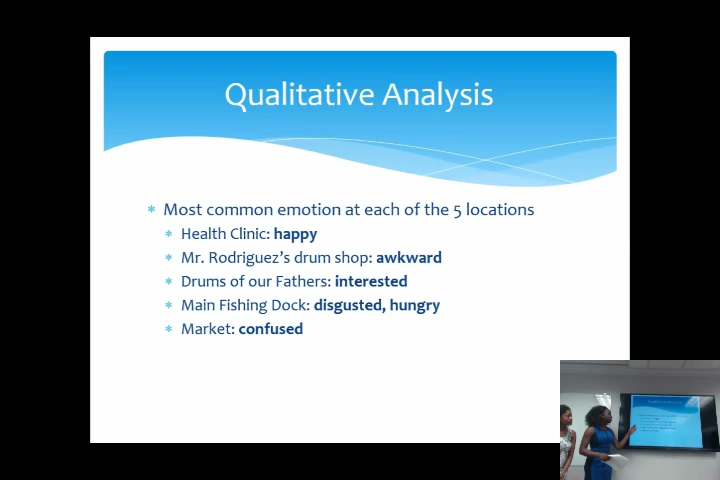 Qualitative Analysis
* Most common emotion at each of the 5 locations
* Health Clinic: happy
* Mr. Rodriguez's drum shop: awkward
* Drums of our Fathers: interested
* Main Fishing Dock: disgusted, hungry
* Market: confused